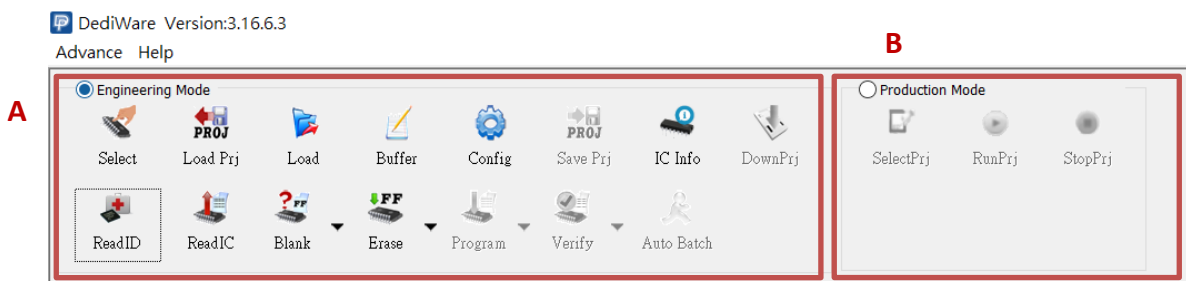 DediWare Version:3.16.6.3
Advance Help
B
A
Engineering Mode
PROJ
PROJ
Select Load Prj Load Buffer Config Save Prj IC Info DownPrj
? FF
FF
ReadID ReadIC Blank Erase Program Verify Auto Batch
Production Mode
SelectPrj RunPrj StopPrj